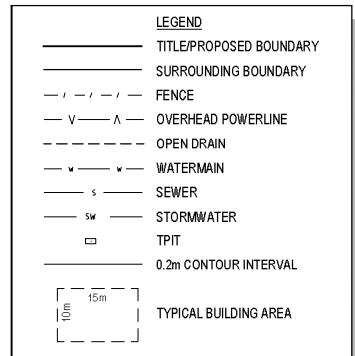 LEGEND
TITLE/PROPOSED BOUNDARY
SURROUNDING BOUNDARY
FENCE
V Λ OVERHEAD POWERLINE
OPEN DRAIN
W W WATERMAIN
S SEWER
SW STORMWATER
TPIT
0.2m CONTOUR INTERVAL
15m
10m TYPICAL BUILDING AREA